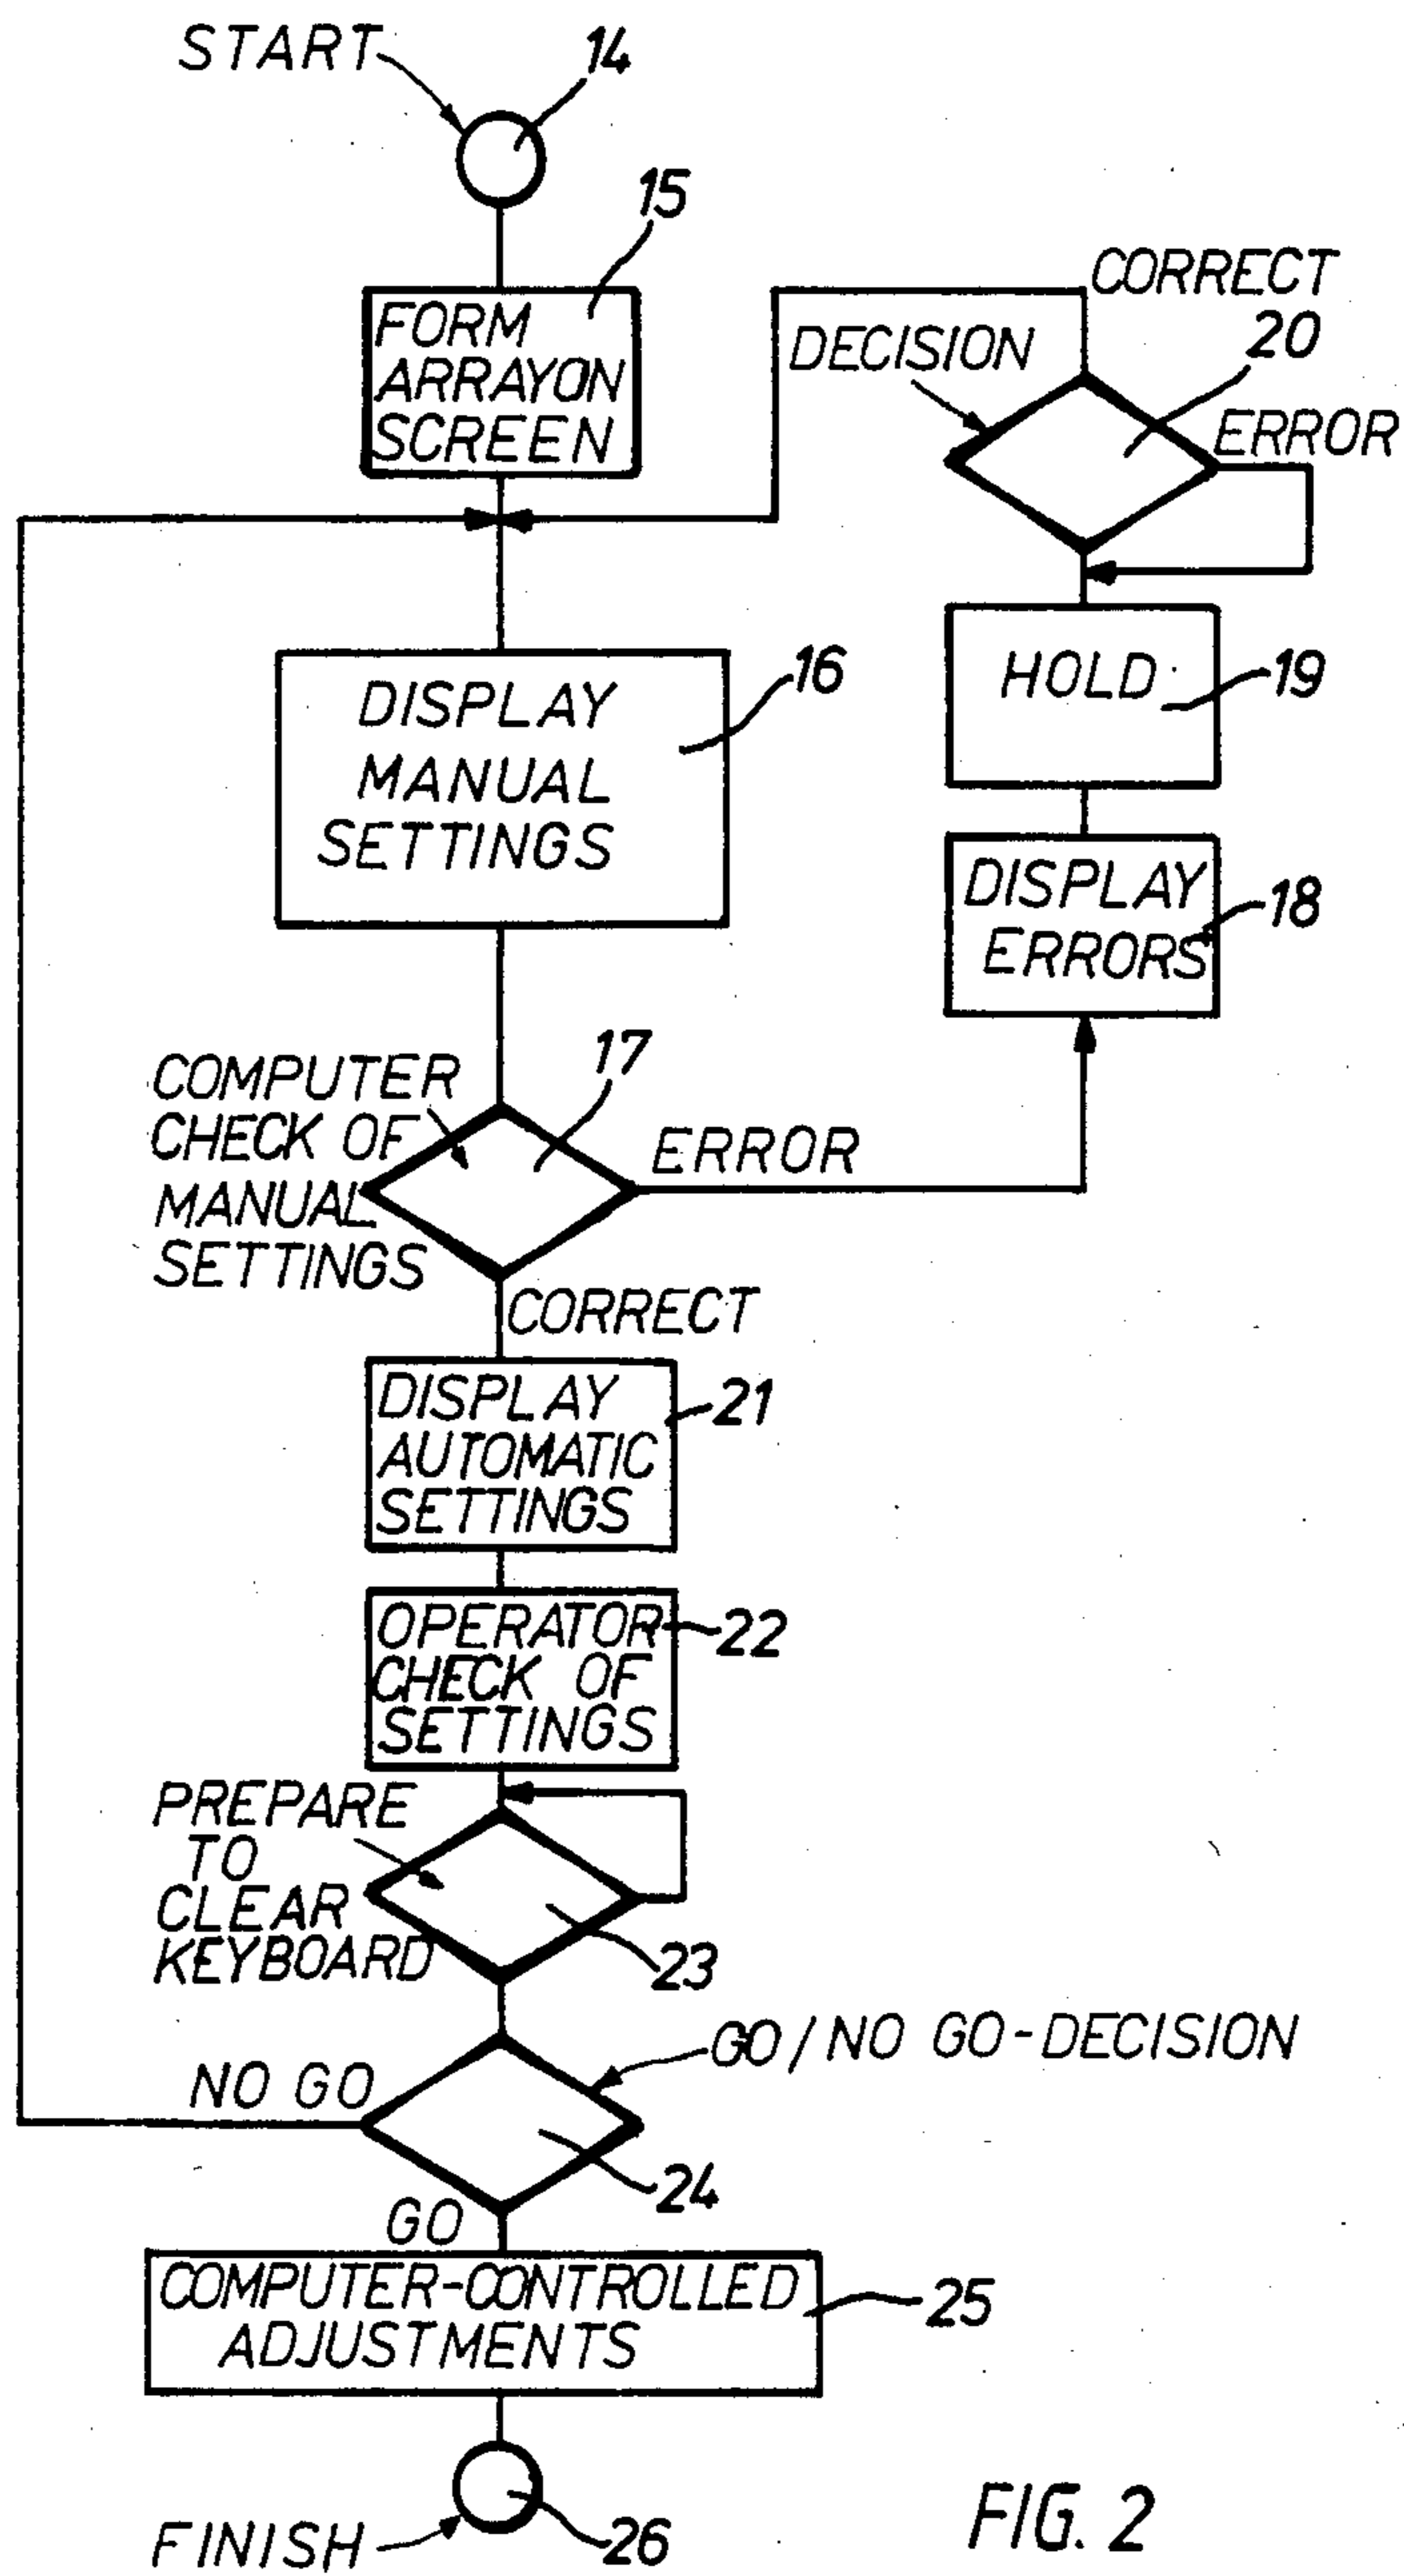 START
14
15
FORM
ARRAYON
SCREEN
CORRECT
20
DECISION
ERROR
DISPLAY
MANUAL
SETTINGS
16
HOLD
19
DISPLAY
ERRORS
18
COMPUTER
CHECK OF
MANUAL
SETTINGS
17
ERROR
CORRECT
DISPLAY
AUTOMATIC
SETTINGS
21
OPERATOR
CHECK OF
SETTINGS
22
PREPARE
TO
CLEAR
KEYBOARD
23
GO/NO GO-DECISION
NO GO
24
GO
COMPUTER-CONTROLLED
ADJUSTMENTS
25
FINISH
26
FIG. 2